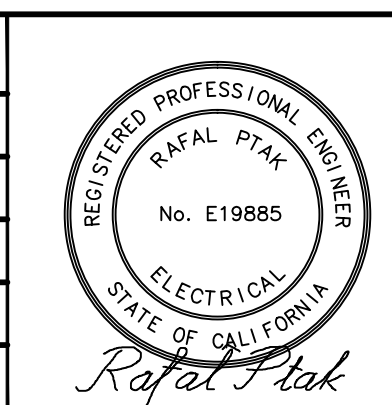 REGISTERED PROFESSIONAL ENGINEER
RAFAL PTAK
No. E19885
ELECTRICAL
STATE OF CALIFORNIA
Rafal Ptak